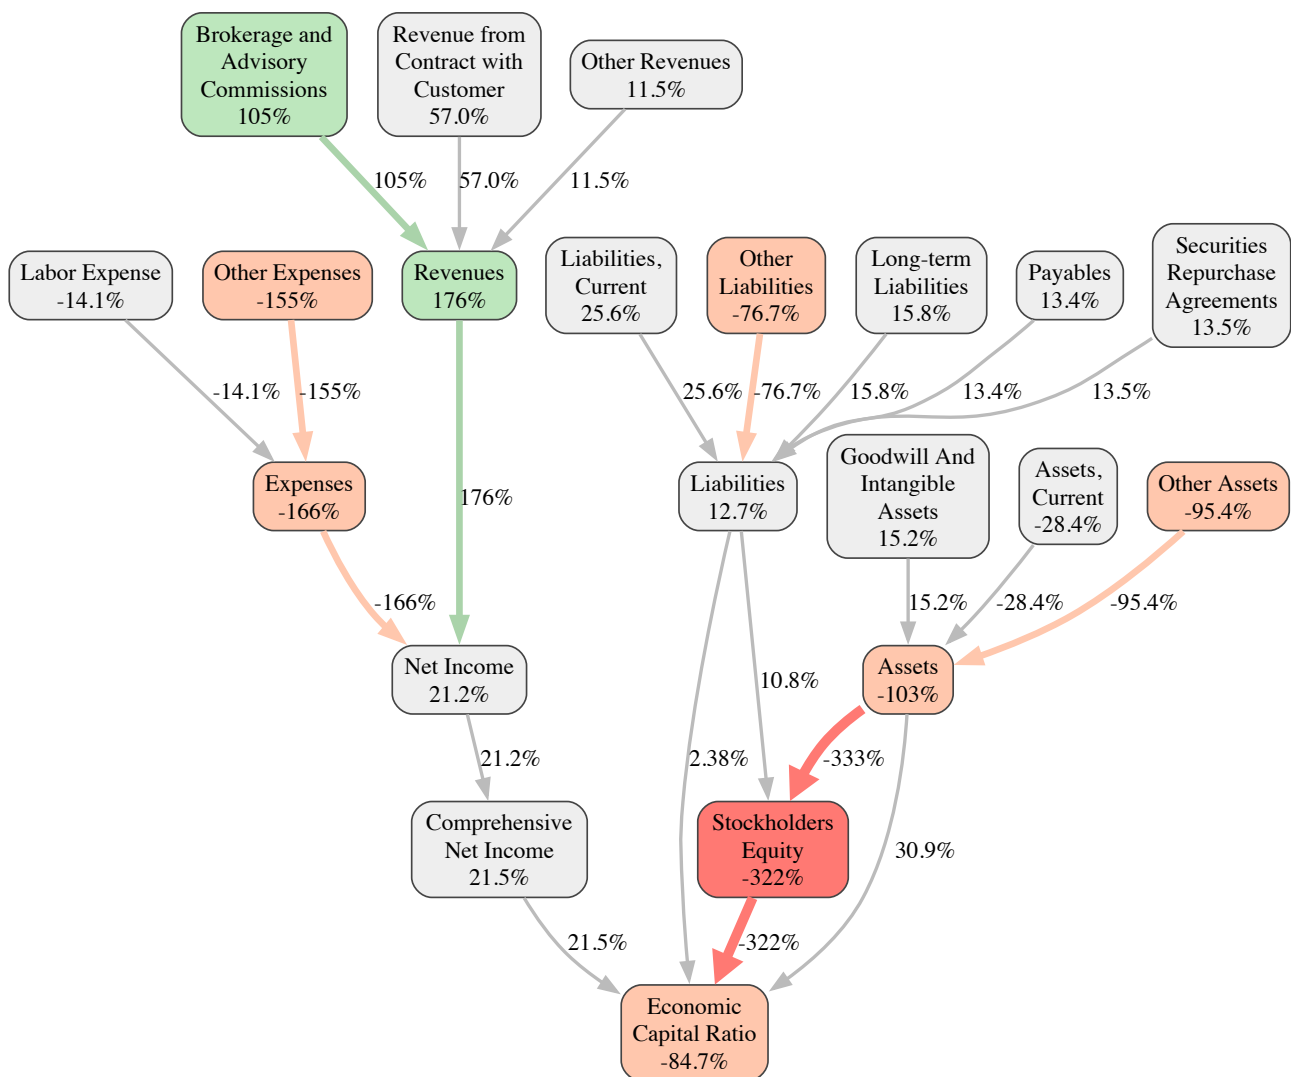 Brokerage and
Advisory
Commissions
105%
Revenue from
Contract with
Customer
57.0%
Other Revenues
11.5%
105%
57.0%
11.5%
Labor Expense
-14.1%
Other Expenses
-155%
Revenues
176%
Liabilities,
Current
25.6%
Other
Liabilities
-76.7%
Long-term
Liabilities
15.8%
Payables
13.4%
Securities
Repurchase
Agreements
13.5%
-14.1%
-155%
25.6%
-76.7%
15.8%
13.4%
13.5%
Expenses
-166%
176%
Liabilities
12.7%
Goodwill And
Intangible
Assets
15.2%
Assets,
Current
-28.4%
Other Assets
-95.4%
-166%
15.2%
-28.4%
-95.4%
Net Income
21.2%
10.8%
Assets
-103%
21.2%
2.38%
-333%
Comprehensive
Net Income
21.5%
Stockholders
Equity
-322%
30.9%
21.5%
-322%
Economic
Capital Ratio
-84.7%